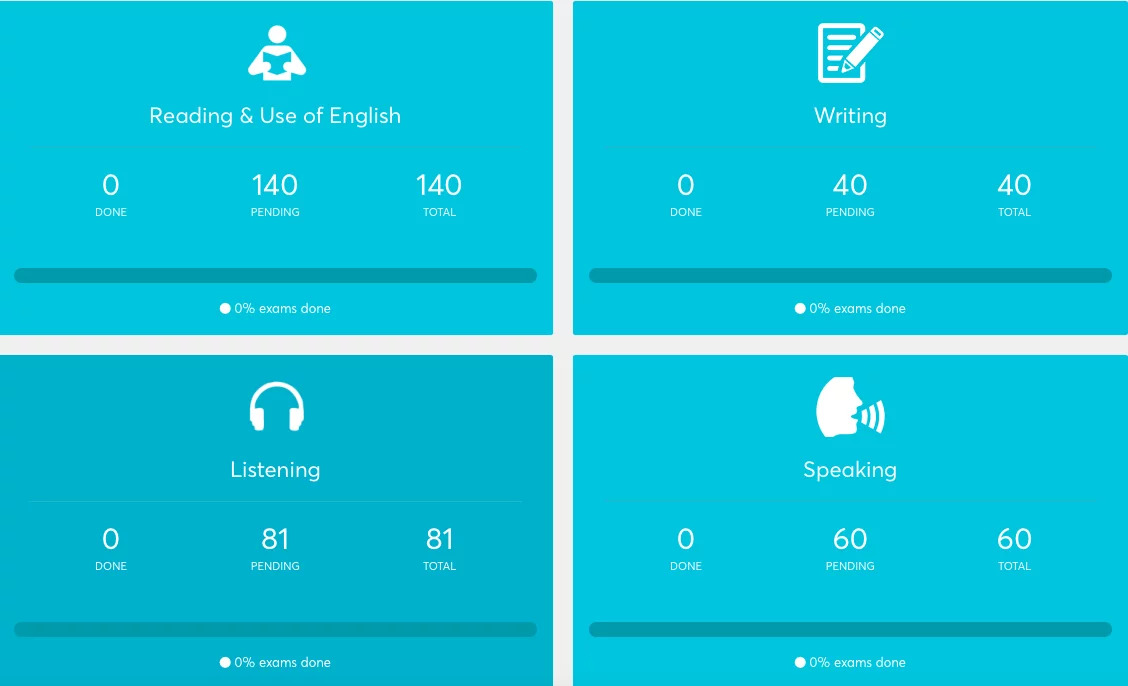 Reading & Use of English
0 140 140
DONE PENDING TOTAL
0% exams done
Writing
0 40 40
DONE PENDING TOTAL
0% exams done
Listening
0 81 81
DONE PENDING TOTAL
0% exams done
Speaking
0 60 60
DONE PENDING TOTAL
0% exams done